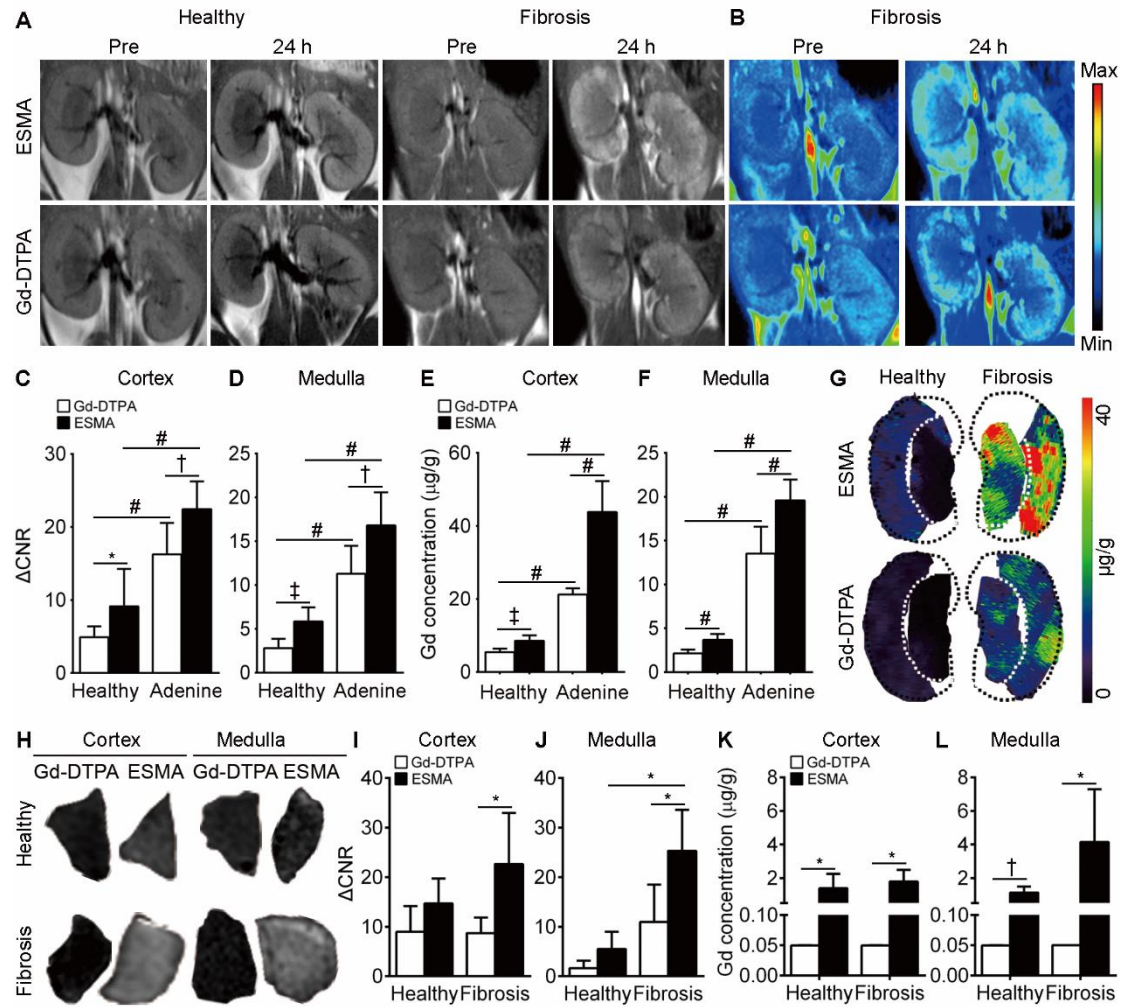 A Healthy Fibrosis B Fibrosis
Pre 24 h Pre 24 h Pre 24 h
Max
ESMA
Gd-DTPA
Min
C Cortex D Medulla E Cortex F Medulla G Healthy Fibrosis
Gd-DTPA
ESMA
Gd-DTPA
ESMA
ΔCNR
30
20
10
0
# † # *
Healthy Adenine
25
20
15
10
5
0
# † # ‡
Healthy Adenine
Gd concentration (μg/g)
60
40
20
0
# # # ‡
Healthy Adenine
25
20
15
10
5
0
# # # #
Healthy Adenine
ESMA
Gd-DTPA
40
μg/g
0
H Cortex Medulla I Cortex J Medulla K Cortex L Medulla
Gd-DTPA ESMA Gd-DTPA ESMA
Healthy
Fibrosis
Gd-DTPA
ESMA
ΔCNR
40
30
20
10
0
*
Healthy Fibrosis
40
30
20
10
0
* *
Healthy Fibrosis
Gd-DTPA
ESMA
Gd concentration (μg/g)
8
6
4
2
0.10
0.05
0.00
* *
Healthy Fibrosis
8
6
4
2
0.10
0.05
0.00
† *
Healthy Fibrosis